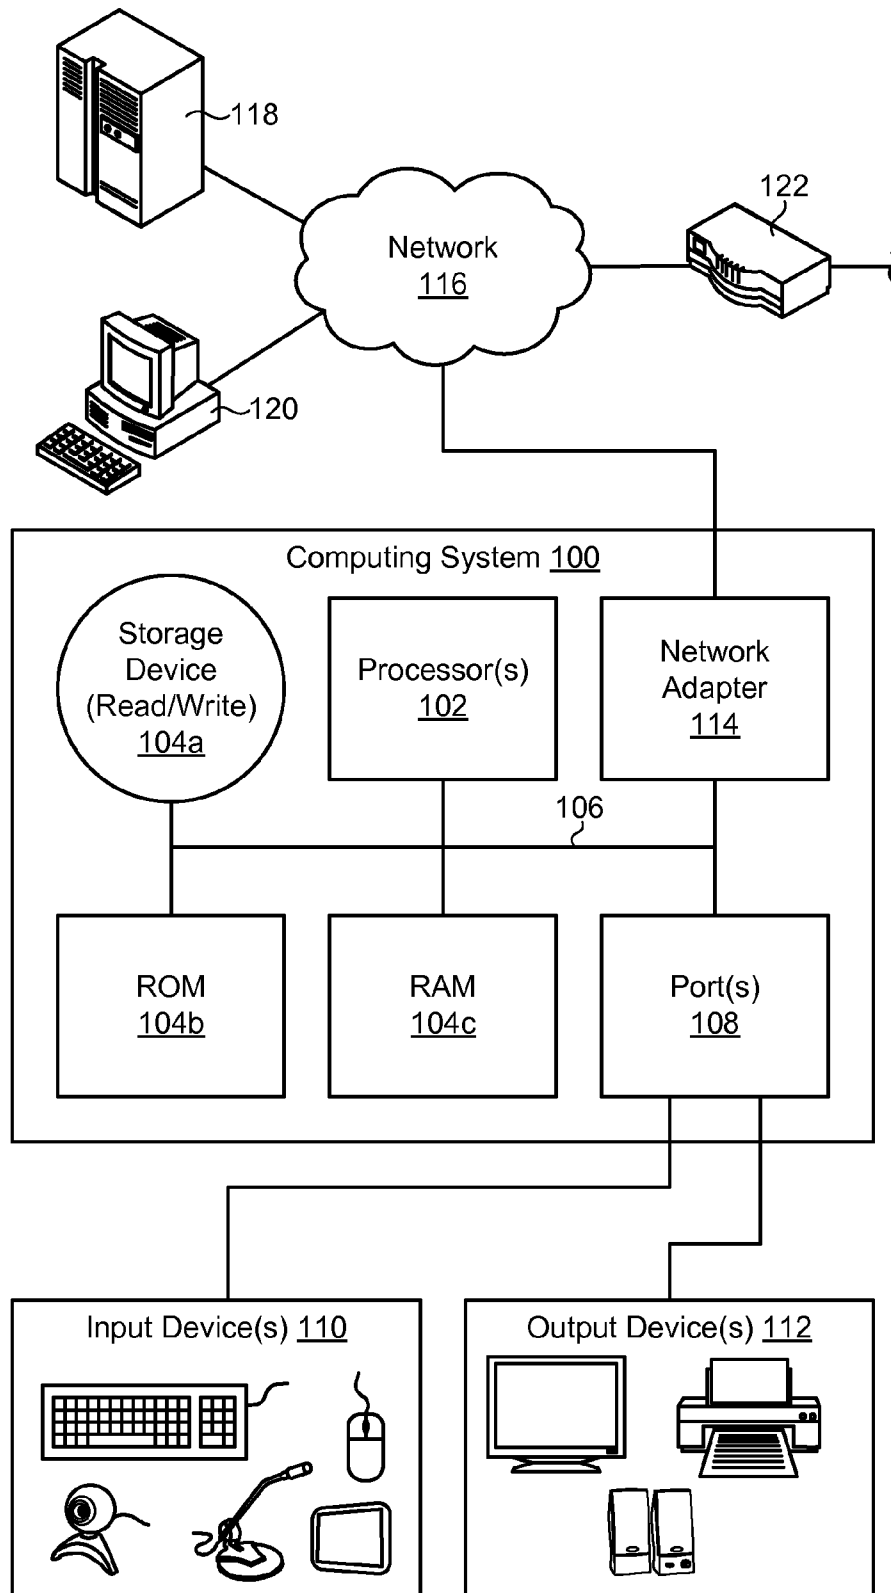 118
122
Network
116
120
Computing System 100
Storage
Device
(Read/Write)
104a
Processor(s)
102
Network
Adapter
114
106
ROM
104b
RAM
104c
Port(s)
108
Input Device(s) 110
Output Device(s) 112